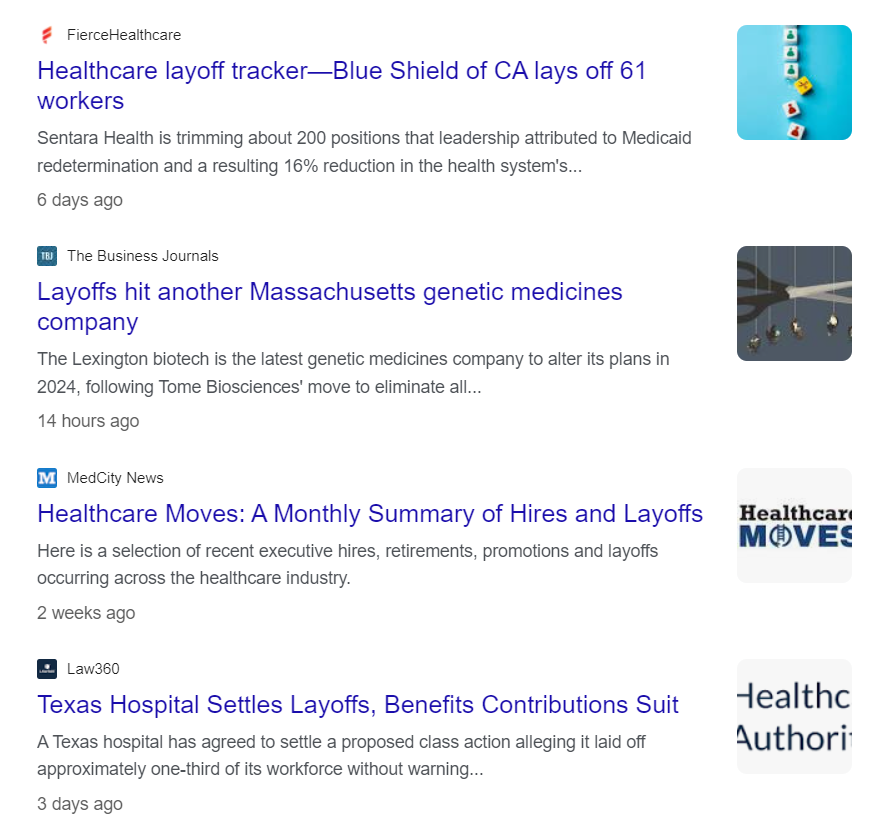 FierceHealthcare
Healthcare layoff tracker—Blue Shield of CA lays off 61
workers
Sentara Health is trimming about 200 positions that leadership attributed to Medicaid
redetermination and a resulting 16% reduction in the health system's...
6 days ago
TBJ
The Business Journals
Layoffs hit another Massachusetts genetic medicines
company
The Lexington biotech is the latest genetic medicines company to alter its plans in
2024, following Tome Biosciences' move to eliminate all...
14 hours ago
M
MedCity News
Healthcare Moves: A Monthly Summary of Hires and Layoffs
Here is a selection of recent executive hires, retirements, promotions and layoffs
occurring across the healthcare industry.
2 weeks ago
Healthcare
MOVES
Law360
Texas Hospital Settles Layoffs, Benefits Contributions Suit
A Texas hospital has agreed to settle a proposed class action alleging it laid off
approximately one-third of its workforce without warning...
3 days ago
Healthc
Authori